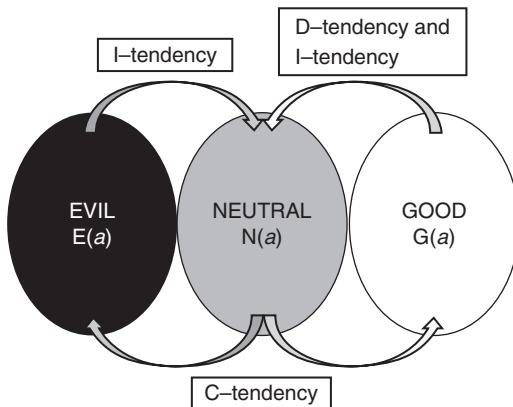 I–tendency
D–tendency and
I–tendency
EVIL
E(a)
NEUTRAL
N(a)
GOOD
G(a)
C–tendency